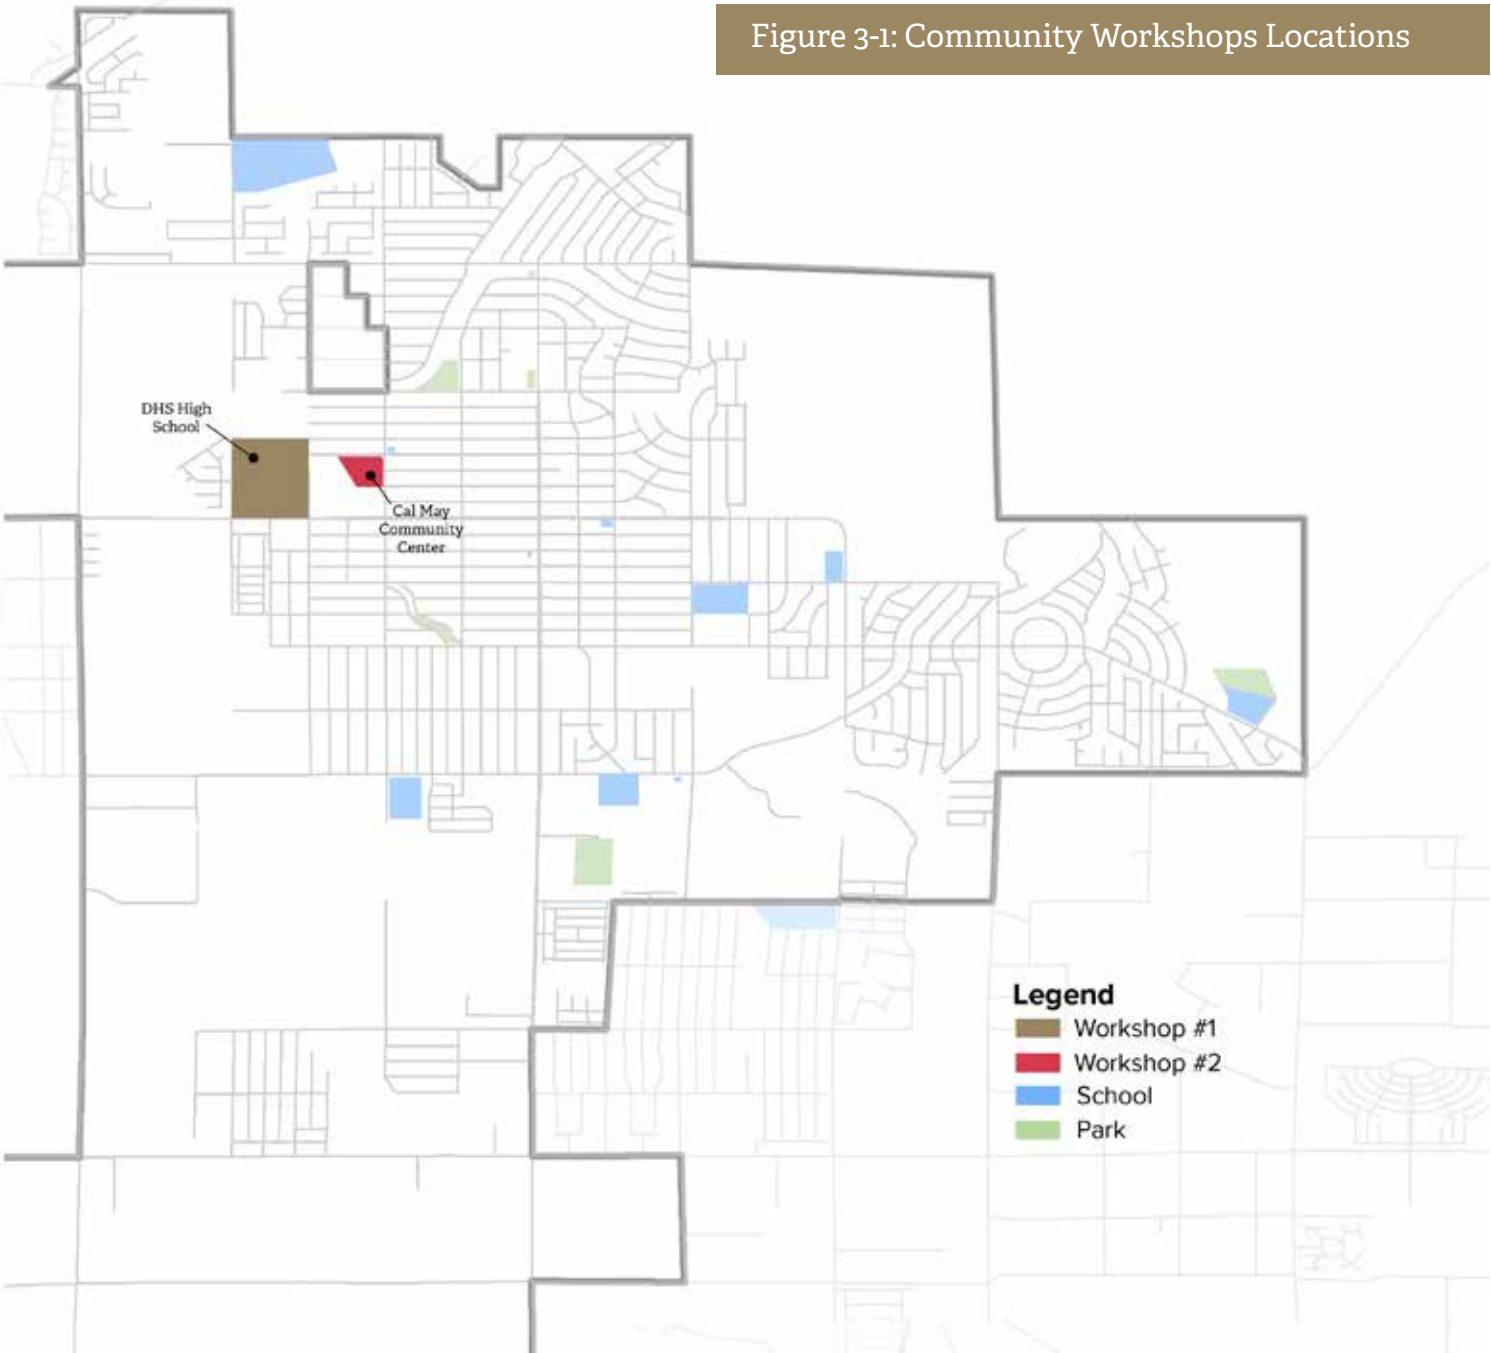 Figure 3-1: Community Workshops Locations
DHS High
School
Cal May
Community
Center
Legend
Workshop #1
Workshop #2
School
Park